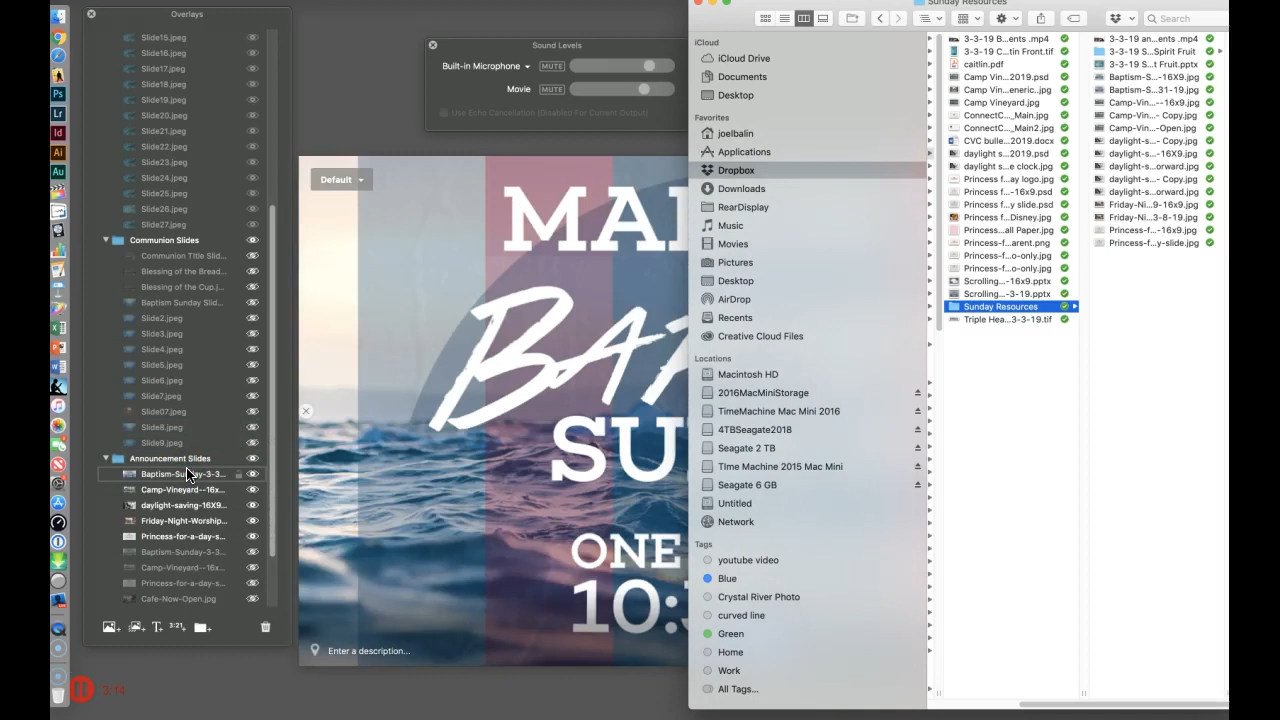 Overlays
Slide15.jpeg
Slide16.jpeg
Slide17.jpeg
Slide18.jpeg
Slide19.jpeg
Slide20.jpeg
Slide21.jpeg
Slide22.jpeg
Slide23.jpeg
Slide24.jpeg
Slide25.jpeg
Slide26.jpeg
Slide27.jpeg
Communion Slides
Communion Title Slid...
Blessing of the Bread...
Blessing of the Cup.j...
Baptism Sunday Slid...
Slide2.jpeg
Slide3.jpeg
Slide4.jpeg
Slide5.jpeg
Slide6.jpeg
Slide7.jpeg
Slide07.jpeg
Slide8.jpeg
Slide9.jpeg
Announcement Slides
Baptism-Sunday-3-3...
Camp-Vineyard--16x...
daylight-saving-16X9...
Friday-Night-Worship...
Princess-for-a-day-s...
Baptism-Sunday-3-3...
Camp-Vineyard--16x...
Princess-for-a-day-s...
Cafe-Now-Open.jpg
T
3:21
3:14
Ps
Lr
Id
Ai
Au
Sound Levels
Built-in Microphone
MUTE
Movie
MUTE
Use Echo Cancellation (Disabled For Current Output)
Default
MA
BA
SU
ONE
10:
Enter a description...
Sunday Resources
Search
iCloud
iCloud Drive
Documents
Desktop
Favorites
joelbalin
Applications
Dropbox
Downloads
RearDisplay
Music
Movies
Pictures
Desktop
AirDrop
Recents
Creative Cloud Files
Locations
Macintosh HD
2016MacMiniStorage
TimeMachine Mac Mini 2016
4TBSeagate2018
Seagate 2 TB
Time Machine 2015 Mac Mini
Seagate 6 GB
Untitled
Network
Tags
youtube video
Blue
Crystal River Photo
curved line
Green
Home
Work
All Tags...
3-3-19 B...ents .mp4
3-3-19 C...tin Front.tif
caitlin.pdf
Camp Vin...2019.psd
Camp Vin...eneric..jpg
Camp Vineyard.jpg
ConnectC..._Main.jpg
ConnectC..._Main2.jpg
CVC bulle...2019.docx
daylight s...2019.psd
daylight s...e clock.jpg
Princess f...ay logo.jpg
Princess f...-16x9.psd
Princess f...y slide.psd
Princess f...Disney.jpg
Princess...all Paper.jpg
Princess-f...arent.png
Princess-f...o-only.jpg
Princess-f...o-only.jpg
Scrolling...-16x9.pptx
Scrolling...-3-19.pptx
Sunday Resources
Triple Hea...3-3-19.tif
3-3-19 an...ents .mp4
3-3-19 S...Spirit Fruit
3-3-19 S...t Fruit.pptx
Baptism-S...-16X9.jpg
Baptism-S...31-19.jpg
Camp-Vin...--16x9.jpg
Camp-Vin...- Copy.jpg
Camp-Vin...-Open.jpg
daylight-s...- Copy.jpg
daylight-s...-16X9.jpg
daylight-s...orward.jpg
daylight-s...- Copy.jpg
daylight-s...orward.jpg
Friday-Ni...9-16x9.jpg
Friday-Ni...3-8-19.jpg
Princess-f...-16x9.jpg
Princess-f...y-slide.jpg